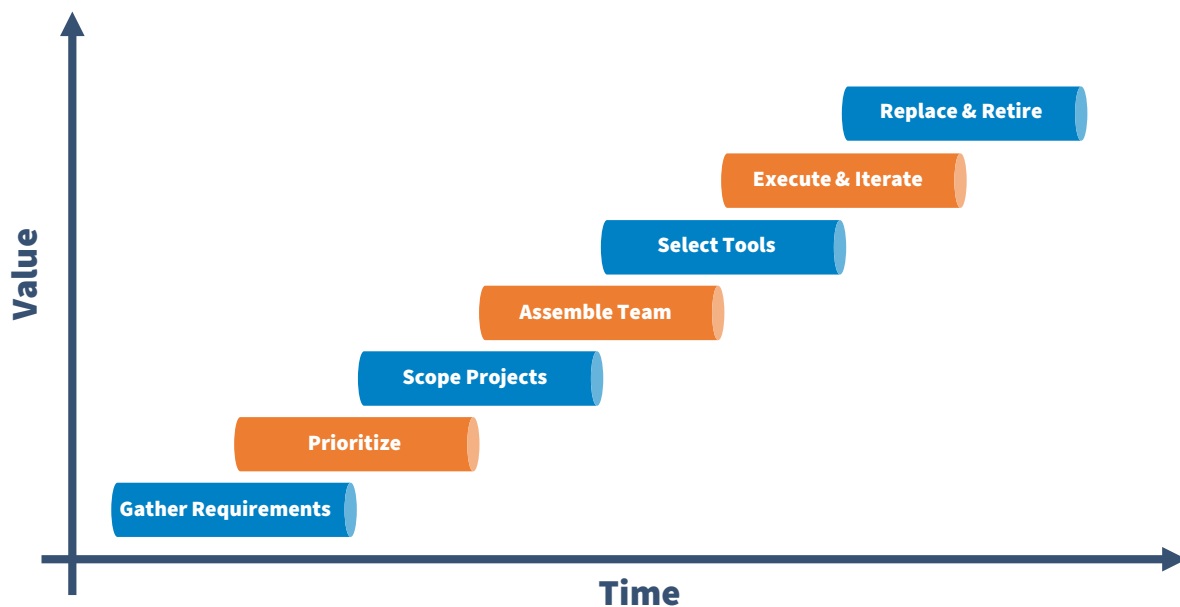 Replace & Retire
Execute & Iterate
Select Tools
Value
Assemble Team
Scope Projects
Prioritize
Gather Requirements
Time